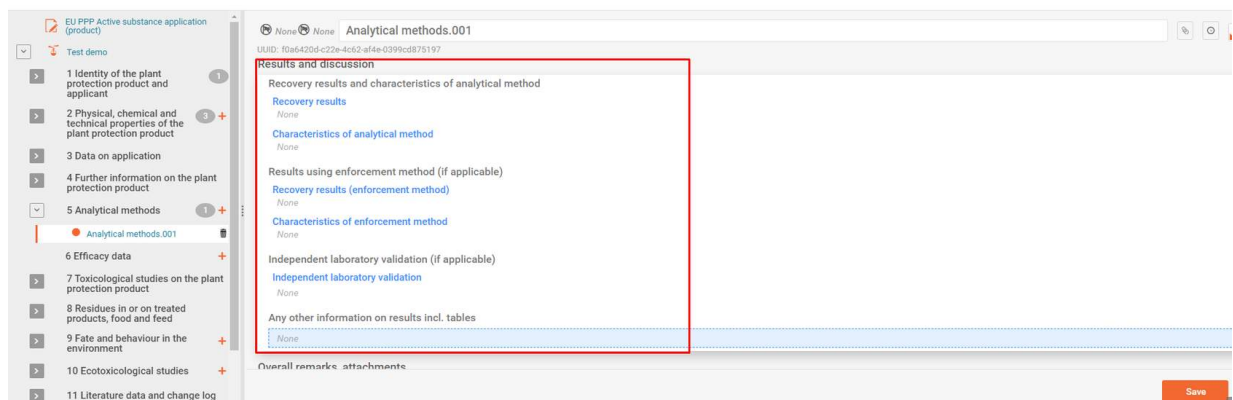 EU PPP Active substance application
(product)
Test demo
1 Identity of the plant
protection product and
applicant
1
2 Physical, chemical and
technical properties of the
plant protection product
3 +
3 Data on application
4 Further information on the plant
protection product
5 Analytical methods
1 +
Analytical methods.001
6 Efficacy data +
7 Toxicological studies on the plant
protection product
8 Residues in or on treated
products, food and feed
9 Fate and behaviour in the
environment
+
10 Ecotoxicological studies +
11 Literature data and change log
None None Analytical methods.001
UUID: f0a6420d-c22e-4c62-af4e-0399cd875197
Results and discussion
Recovery results and characteristics of analytical method
Recovery results
None
Characteristics of analytical method
None
Results using enforcement method (if applicable)
Recovery results (enforcement method)
None
Characteristics of enforcement method
None
Independent laboratory validation (if applicable)
Independent laboratory validation
None
Any other information on results incl. tables
None
Overall remarks, attachments
Save